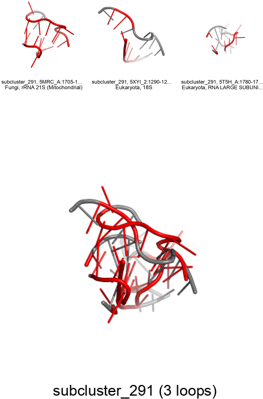 subcluster_291, 5MRC_A:1705-1...
Fungi, rRNA 21S (Mitochondrial)
subcluster_291, 5XYI_2:1290-12...
Eukaryota, 18S
subcluster_291, 5T5H_A:1780-17...
Eukaryota, RNA LARGE SUBUNI...
subcluster_291 (3 loops)